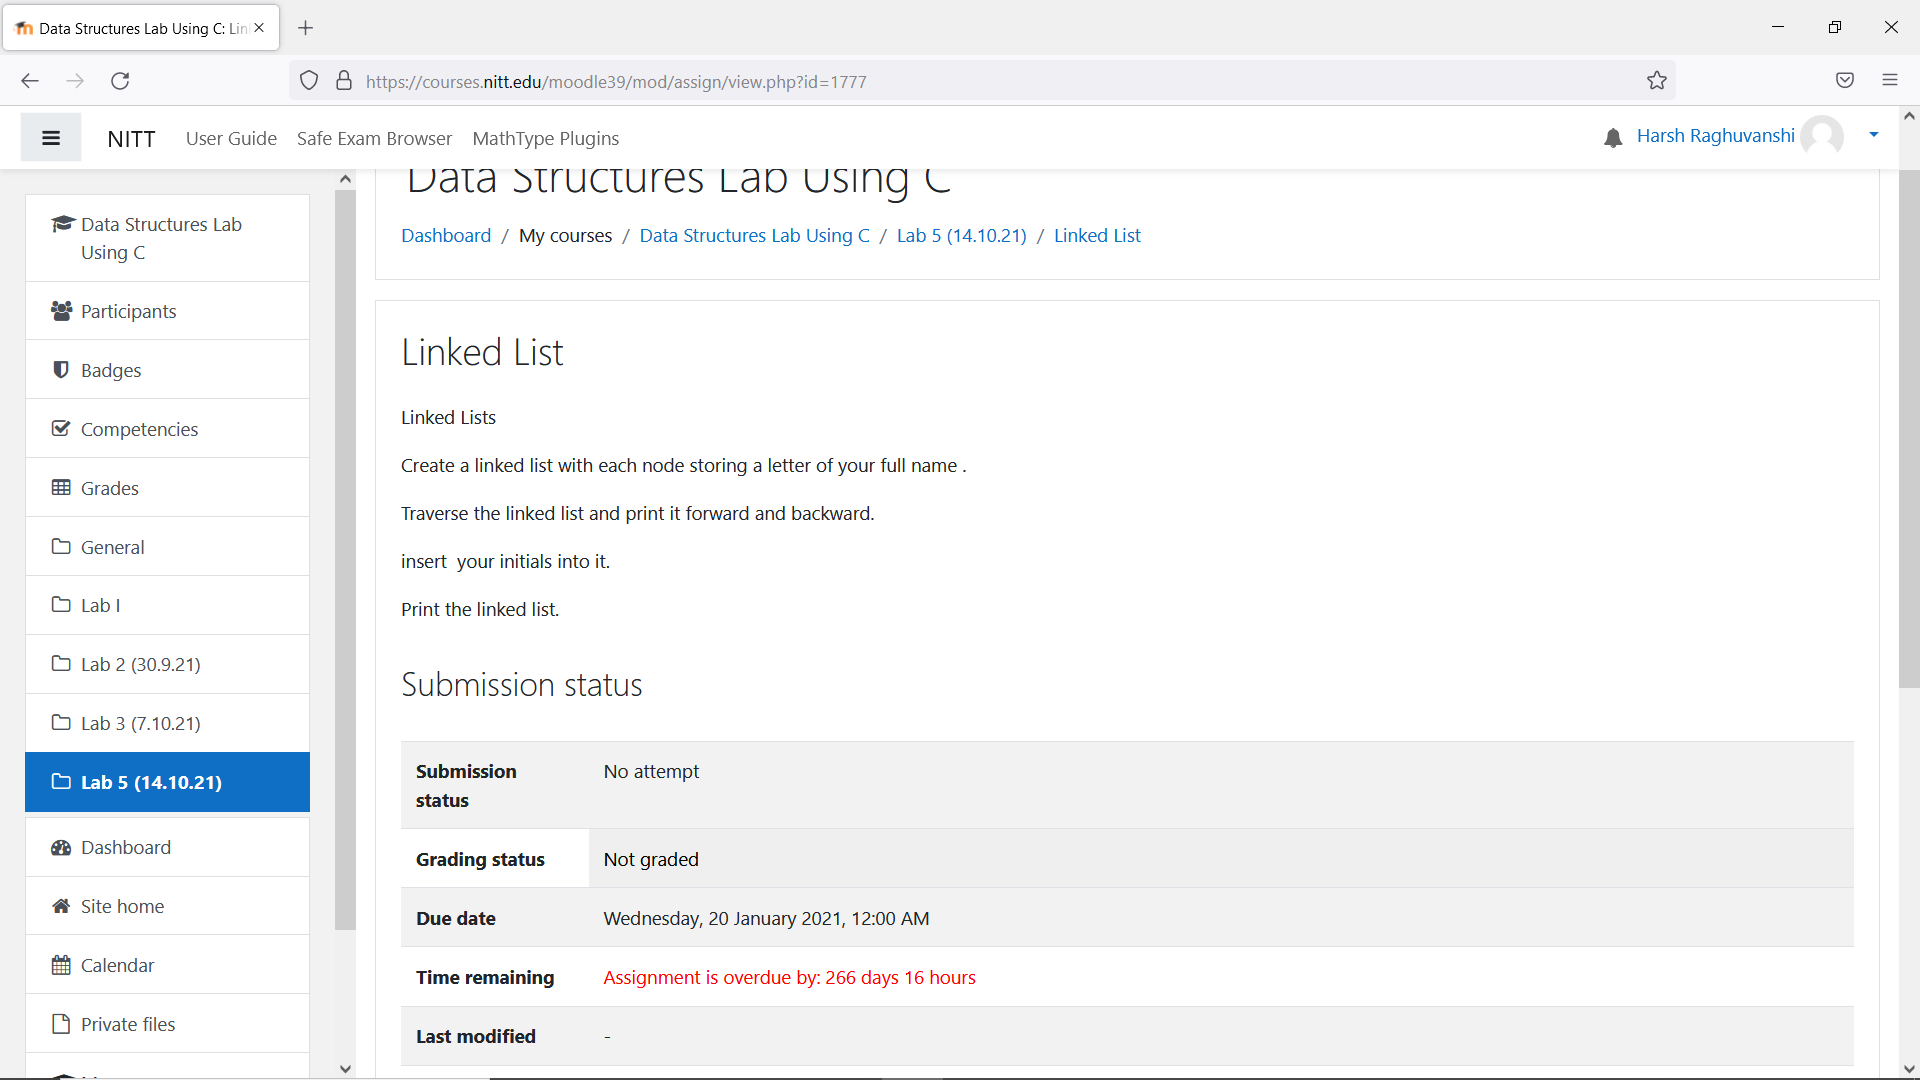 Data Structures Lab Using C: Lin
https://courses.nitt.edu/moodle39/mod/assign/view.php?id=1777
NITT User Guide Safe Exam Browser MathType Plugins Harsh Raghuvanshi
Data Structures Lab Using C
Dashboard / My courses / Data Structures Lab Using C / Lab 5 (14.10.21) / Linked List
Data Structures Lab
Using C
Participants
Badges
Competencies
Grades
General
Lab I
Lab 2 (30.9.21)
Lab 3 (7.10.21)
Lab 5 (14.10.21)
Dashboard
Site home
Calendar
Private files
Linked List
Linked Lists
Create a linked list with each node storing a letter of your full name .
Traverse the linked list and print it forward and backward.
insert  your initials into it.
Print the linked list.
Submission status
Submission status No attempt
Grading status Not graded
Due date Wednesday, 20 January 2021, 12:00 AM
Time remaining Assignment is overdue by: 266 days 16 hours
Last modified -